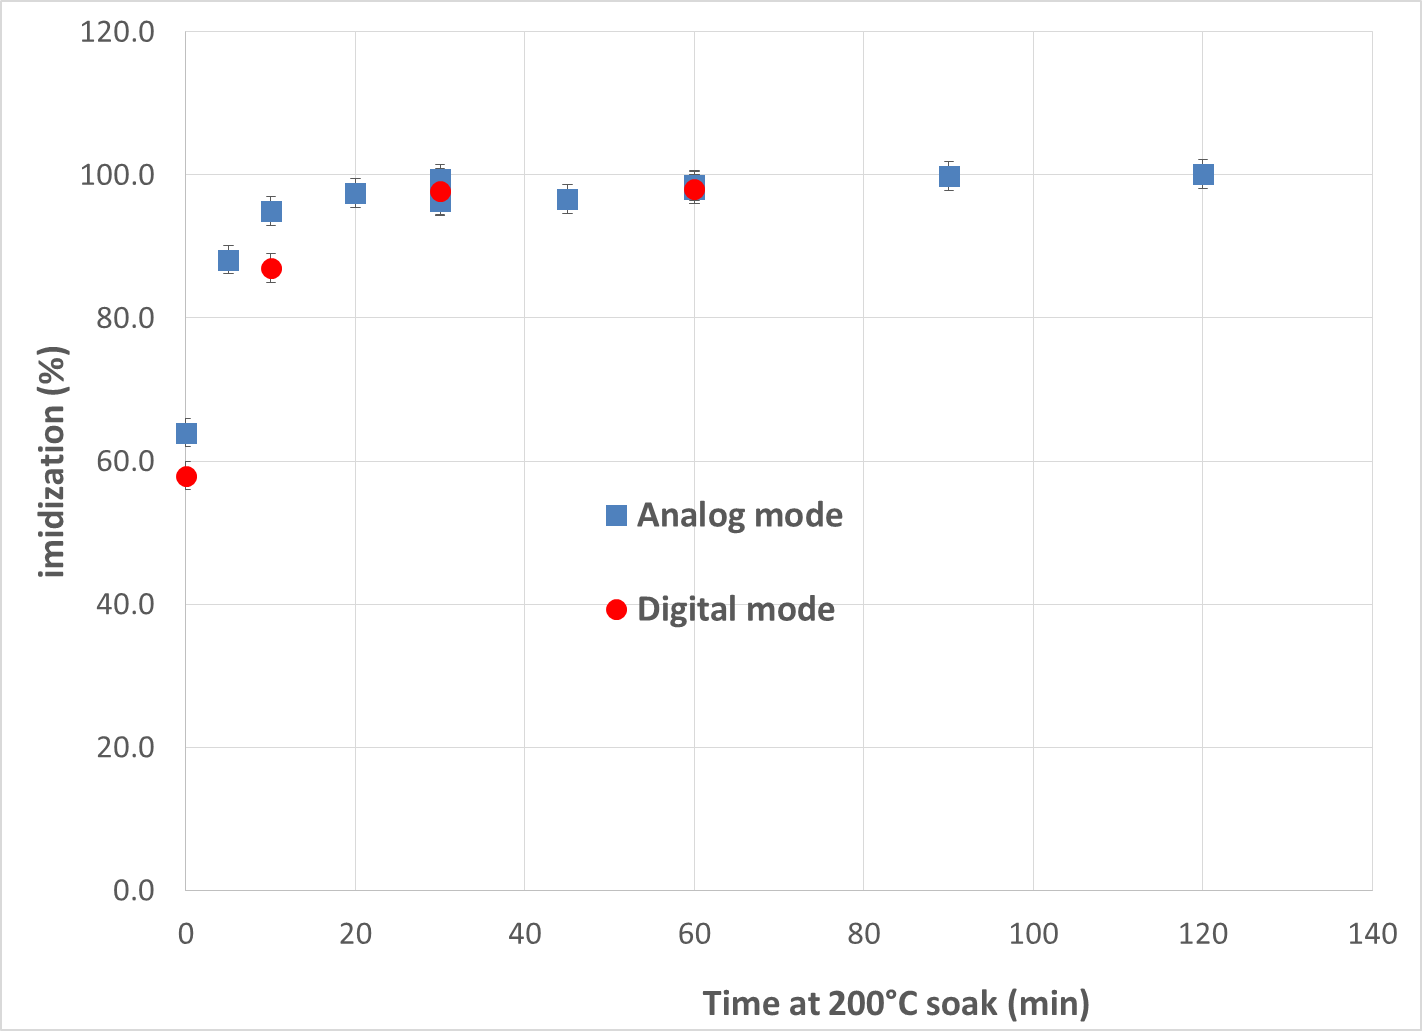 120.0
100.0
80.0
60.0
40.0
20.0
0.0
imidization (%)
Analog mode
Digital mode
0 20 40 60 80 100 120 140
Time at 200°C soak (min)